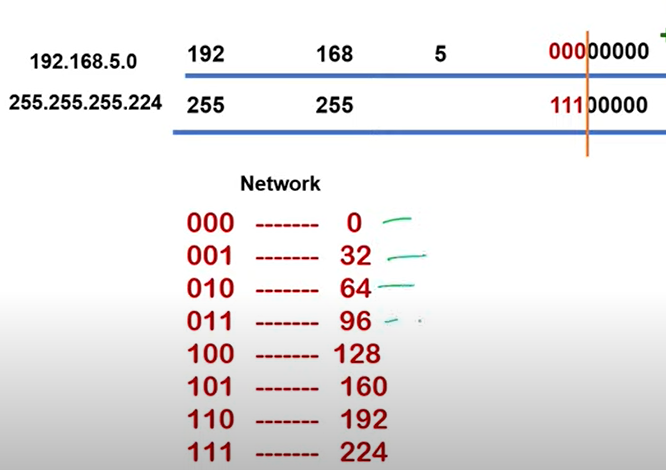 192.168.5.0 192 168 5 00000000
255.255.255.224 255 255 11100000
Network
000 ------- 0
001 ------- 32
010 ------- 64
011 ------- 96
100 ------- 128
101 ------- 160
110 ------- 192
111 ------- 224